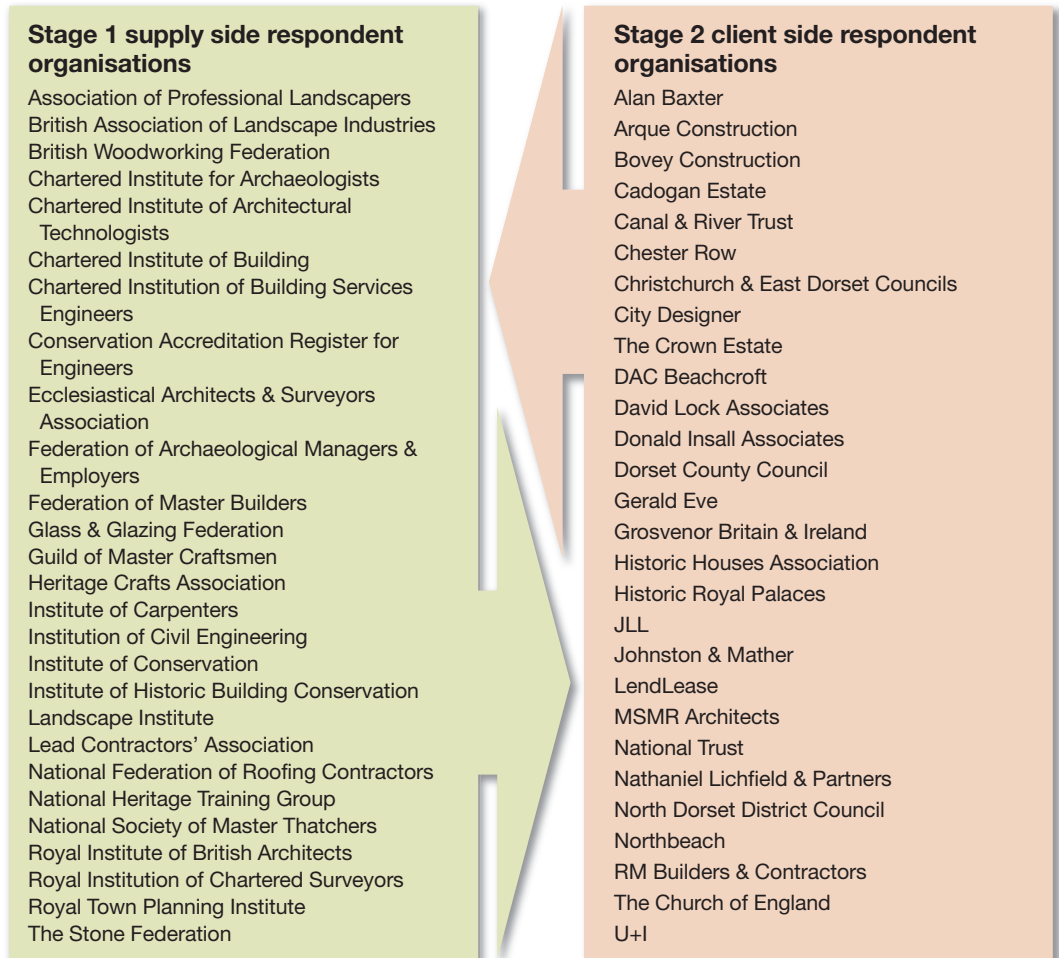 Stage 1 supply side respondent
organisations
Association of Professional Landscapers
British Association of Landscape Industries
British Woodworking Federation
Chartered Institute for Archaeologists
Chartered Institute of Architectural
Technologists
Chartered Institute of Building
Chartered Institution of Building Services
Engineers
Conservation Accreditation Register for
Engineers
Ecclesiastical Architects & Surveyors
Association
Federation of Archaeological Managers &
Employers
Federation of Master Builders
Glass & Glazing Federation
Guild of Master Craftsmen
Heritage Crafts Association
Institute of Carpenters
Institution of Civil Engineering
Institute of Conservation
Institute of Historic Building Conservation
Landscape Institute
Lead Contractors’ Association
National Federation of Roofing Contractors
National Heritage Training Group
National Society of Master Thatchers
Royal Institute of British Architects
Royal Institution of Chartered Surveyors
Royal Town Planning Institute
The Stone Federation
Stage 2 client side respondent
organisations
Alan Baxter
Arque Construction
Bovey Construction
Cadogan Estate
Canal & River Trust
Chester Row
Christchurch & East Dorset Councils
City Designer
The Crown Estate
DAC Beachcroft
David Lock Associates
Donald Insall Associates
Dorset County Council
Gerald Eve
Grosvenor Britain & Ireland
Historic Houses Association
Historic Royal Palaces
JLL
Johnston & Mather
LendLease
MSMR Architects
National Trust
Nathaniel Lichfield & Partners
North Dorset District Council
Northbeach
RM Builders & Contractors
The Church of England
U+I